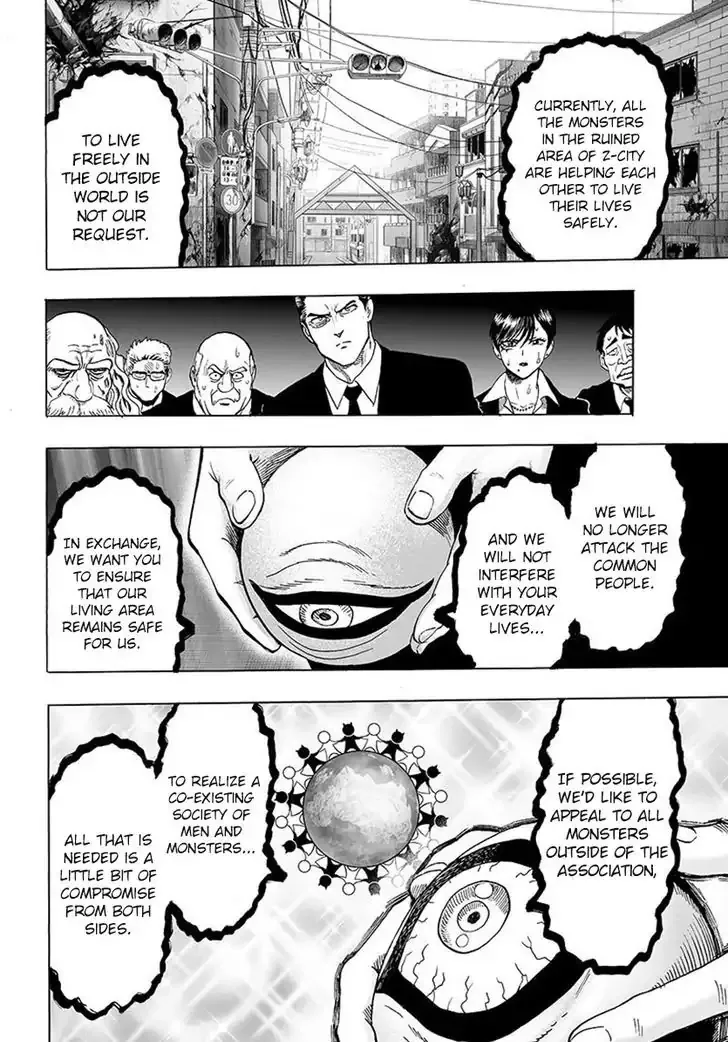 CURRENTLY, ALL
THE MONSTERS
IN THE RUINED
AREA OF Z-CITY
ARE HELPING EACH
OTHER TO LIVE
THEIR LIVES
SAFELY.
TO LIVE
FREELY IN
THE OUTSIDE
WORLD IS
NOT OUR
REQUEST.
30
WE WILL
NO LONGER
ATTACK THE
COMMON
PEOPLE.
AND WE
WILL NOT
INTERFERE
WITH YOUR
EVERYDAY
LIVES...
IN EXCHANGE,
WE WANT YOU
TO ENSURE
THAT OUR
LIVING AREA
REMAINS SAFE
FOR US.
IF POSSIBLE,
WE'D LIKE TO
APPEAL TO ALL
MONSTERS
OUTSIDE OF THE
ASSOCIATION,
TO REALIZE A
CO-EXISTING
SOCIETY OF
MEN AND
MONSTERS...
ALL THAT IS
NEEDED IS A
LITTLE BIT OF
COMPROMISE
FROM BOTH
SIDES.